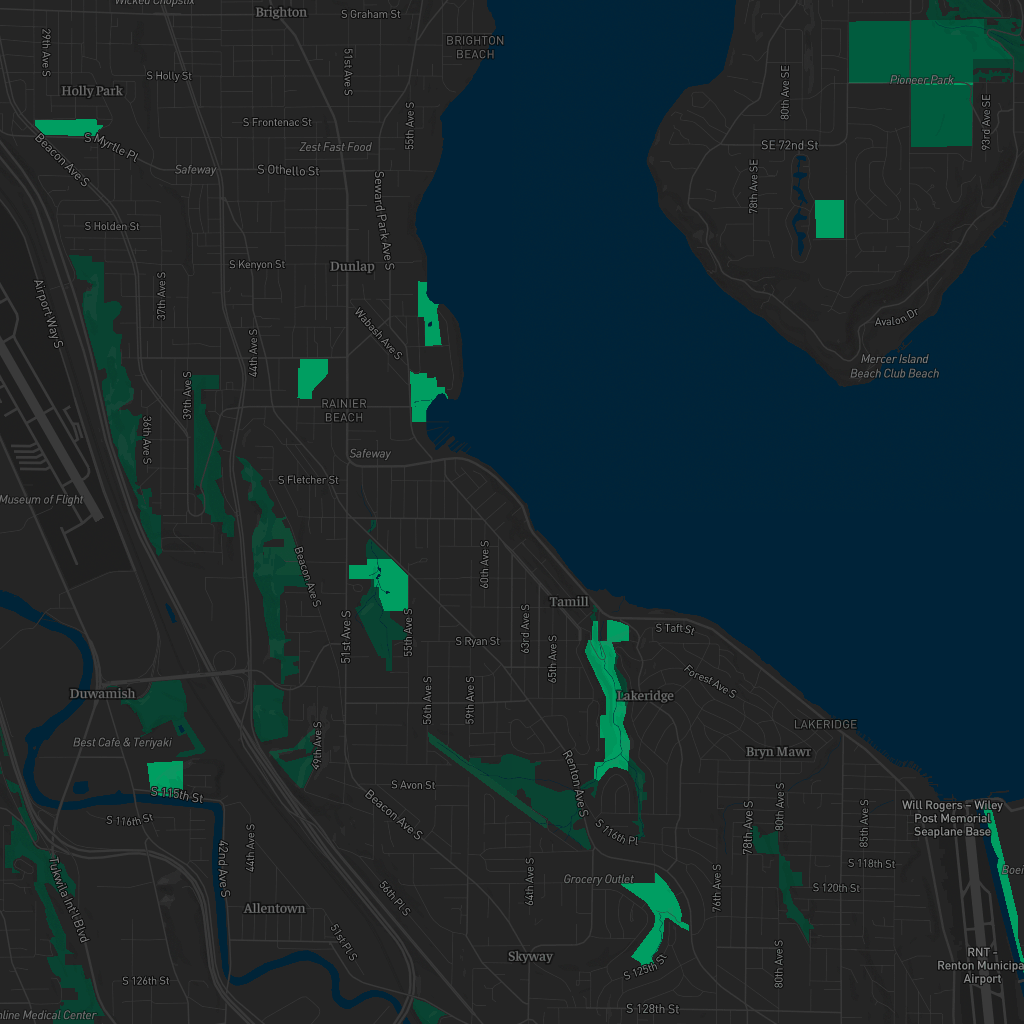 Wicked Chopstix
Brighton
S Graham St
BRIGHTON
BEACH
29th Ave S
51st Ave S
S Holly St
Holly Park
80th Ave SE
Pioneer Park
93rd Ave SE
55th Ave S
S Frontenac St
S Myrtle Pl
Zest Fast Food
SE 72nd St
Beacon Ave S
Safeway
S Othello St
78th Ave SE
Seward Park Ave S
S Holden St
S Kenyon St
Dunlap
Airport Way S
37th Ave S
Wabash Ave S
Avalon Dr
44th Ave S
Mercer Island
Beach Club Beach
39th Ave S
RAINIER
BEACH
36th Ave S
Safeway
S Fletcher St
Museum of Flight
Beacon Ave S
60th Ave S
Tamill
51st Ave S
55th Ave S
S Ryan St
63rd Ave S
65th Ave S
S Taft St
Forest Ave S
Duwamish
56th Ave S
59th Ave S
Lakeridge
LAKERIDGE
Best Cafe & Teriyaki
49th Ave S
Bryn Mawr
Renton Ave S
S Avon St
S 115th St
Beacon Ave S
S 116th St
S 116th Pl
78th Ave S
80th Ave S
85th Ave S
Will Rogers - Wiley
Post Memorial
Seaplane Base
44th Ave S
42nd Ave S
Tukwila Int'l Blvd
56th Pl S
64th Ave S
Grocery Outlet
76th Ave S
S 118th St
S 120th St
Boei
Allentown
51st Pl S
Skyway
S 125th St
80th Ave S
RNT -
Renton Municipa
Airport
S 126th St
S 128th St
nline Medical Center